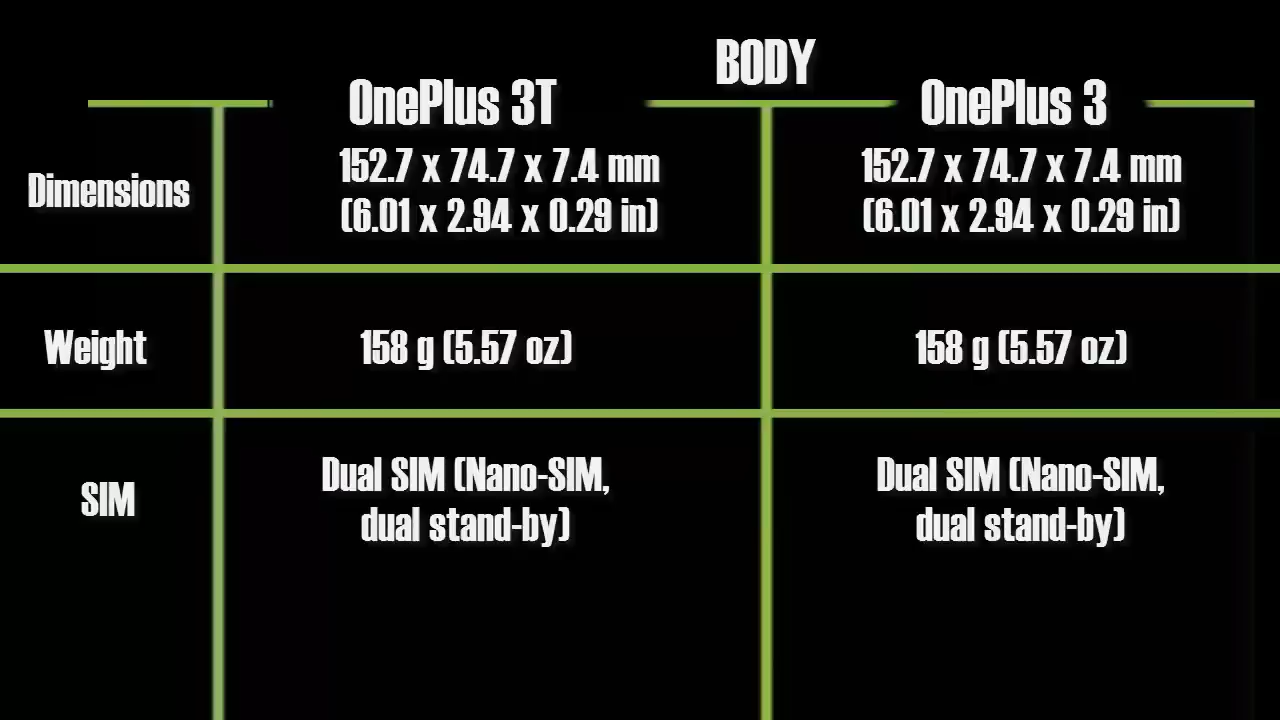 BODY
OnePlus 3T
OnePlus 3
Dimensions
152.7 x 74.7 x 7.4 mm
(6.01 x 2.94 x 0.29 in)
152.7 x 74.7 x 7.4 mm
(6.01 x 2.94 x 0.29 in)
Weight
158 g (5.57 oz)
158 g (5.57 oz)
SIM
Dual SIM (Nano-SIM,
dual stand-by)
Dual SIM (Nano-SIM,
dual stand-by)